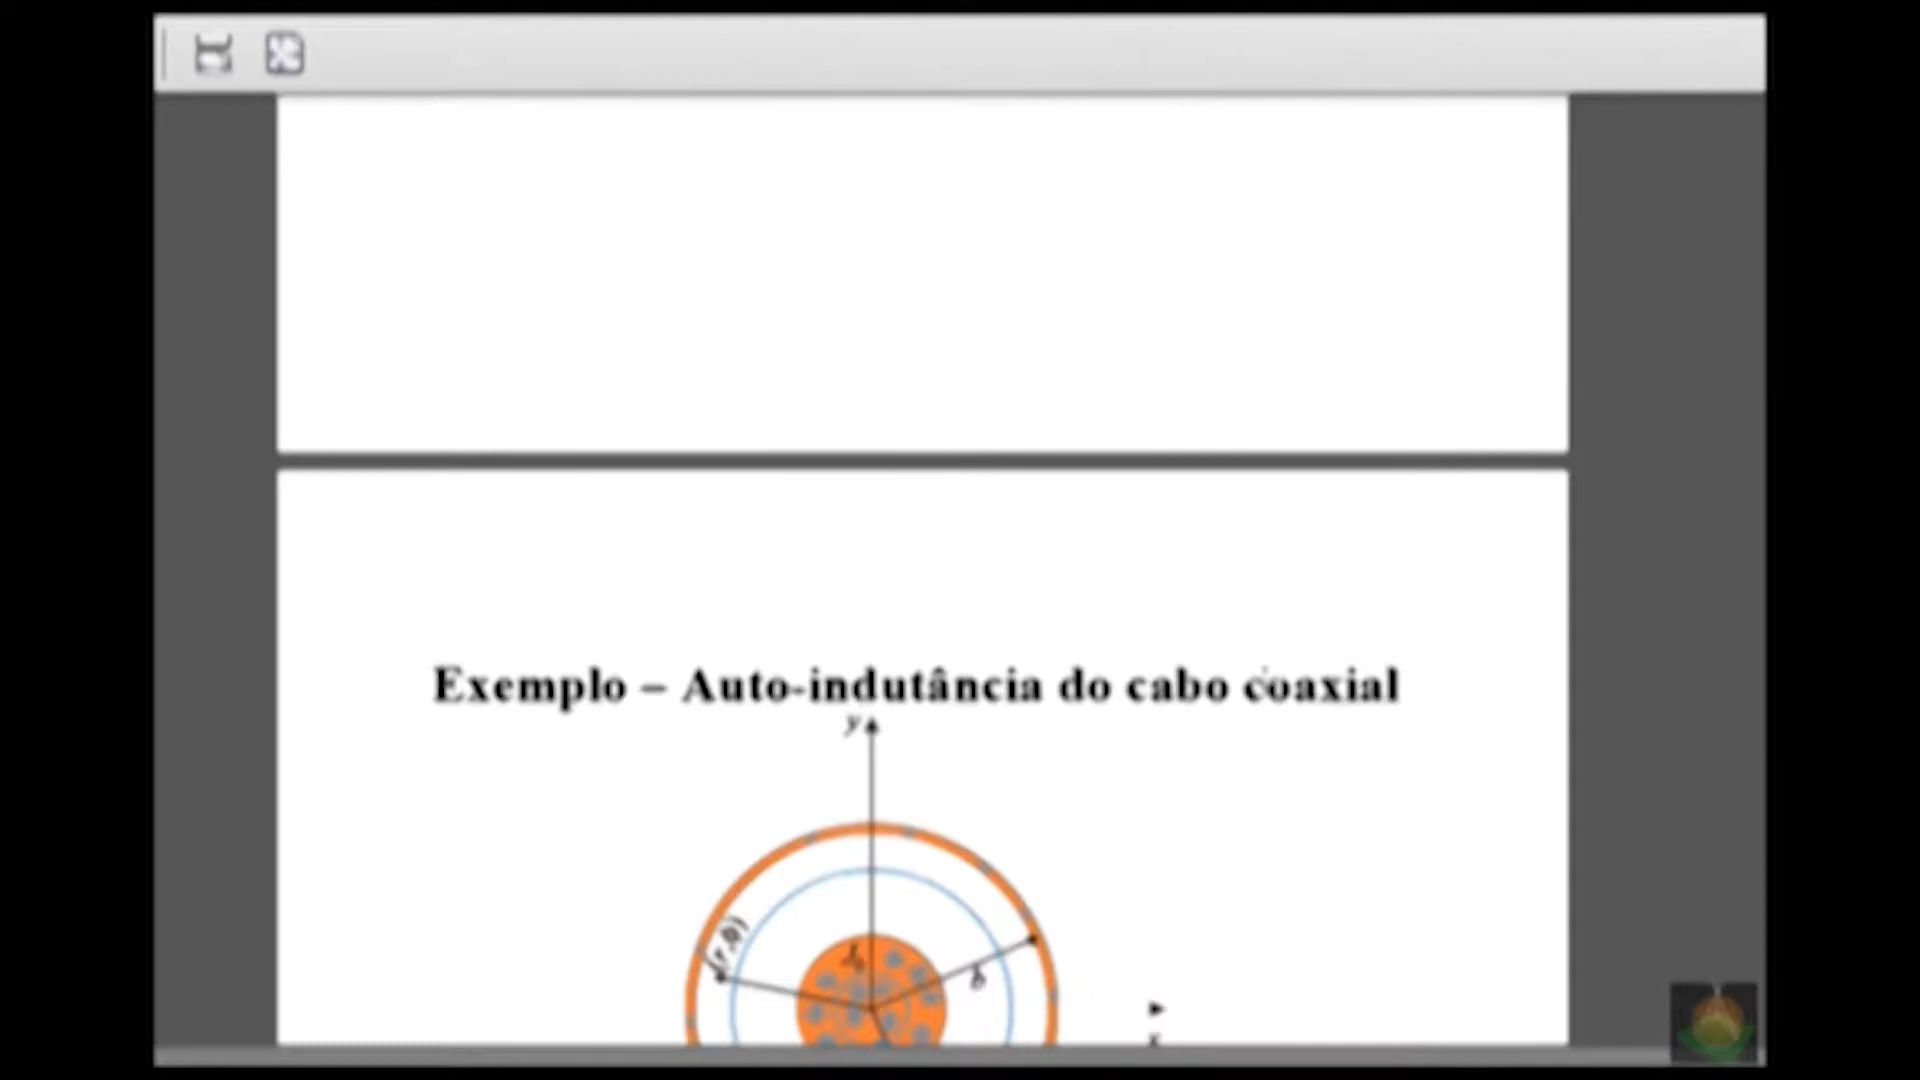 Exemplo – Auto-indutância do cabo coaxial
y
(r,θ)
b